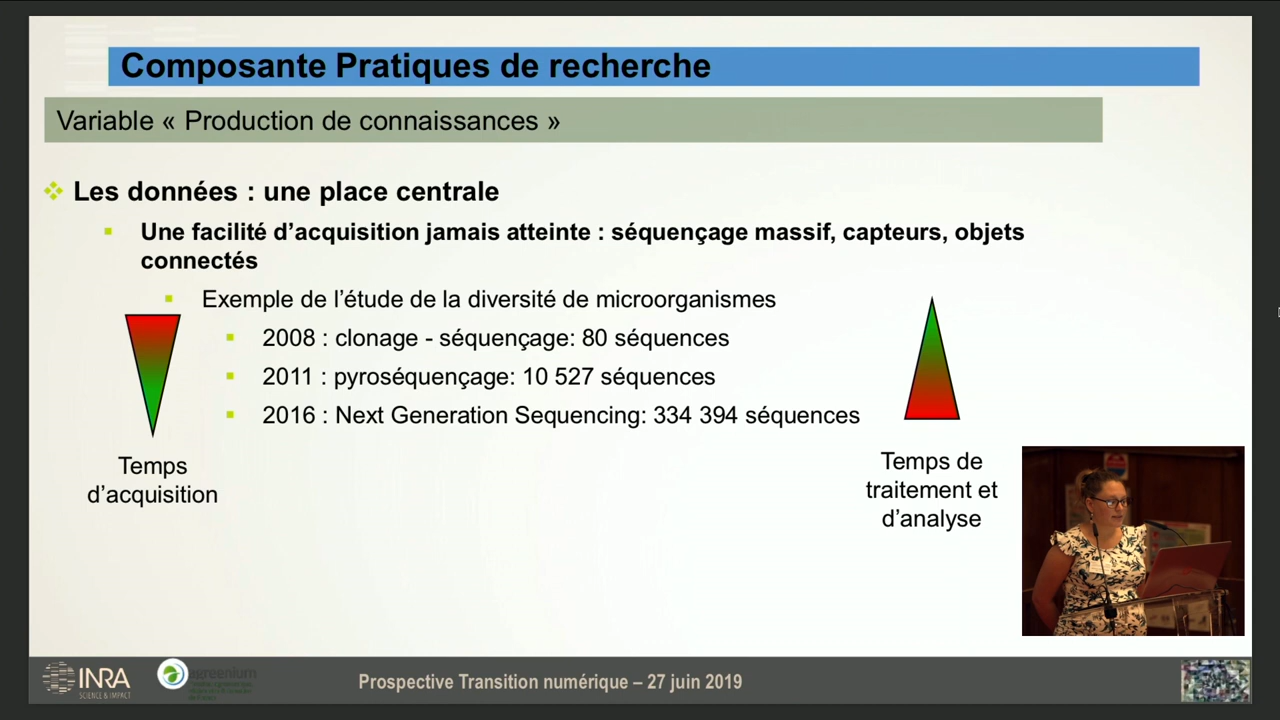 Composante Pratiques de recherche
Variable « Production de connaissances »
Les données : une place centrale
Une facilité d’acquisition jamais atteinte : séquençage massif, capteurs, objets
connectés
Exemple de l’étude de la diversité de microorganismes
2008 : clonage - séquençage: 80 séquences
2011 : pyroséquençage: 10 527 séquences
2016 : Next Generation Sequencing: 334 394 séquences
Temps
d’acquisition
Temps de
traitement et
d’analyse
INRA
SCIENCE & IMPACT
agreenium
Prospective Transition numérique – 27 juin 2019